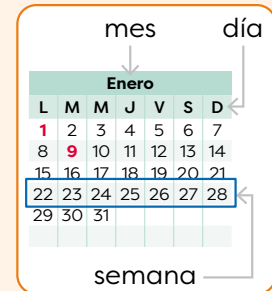 mes día
Enero
L M M J V S D
1 2 3 4 5 6 7
8 9 10 11 12 13 14
15 16 17 18 19 20 21
22 23 24 25 26 27 28
29 30 31
semana